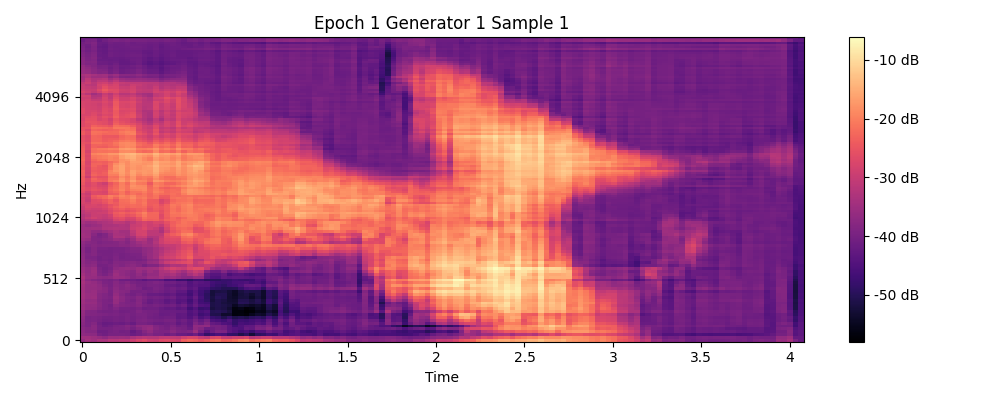 Epoch 1 Generator 1 Sample 1
Hz
4096
2048
1024
512
0
0 0.5 1 1.5 2 2.5 3 3.5 4
Time
-10 dB
-20 dB
-30 dB
-40 dB
-50 dB